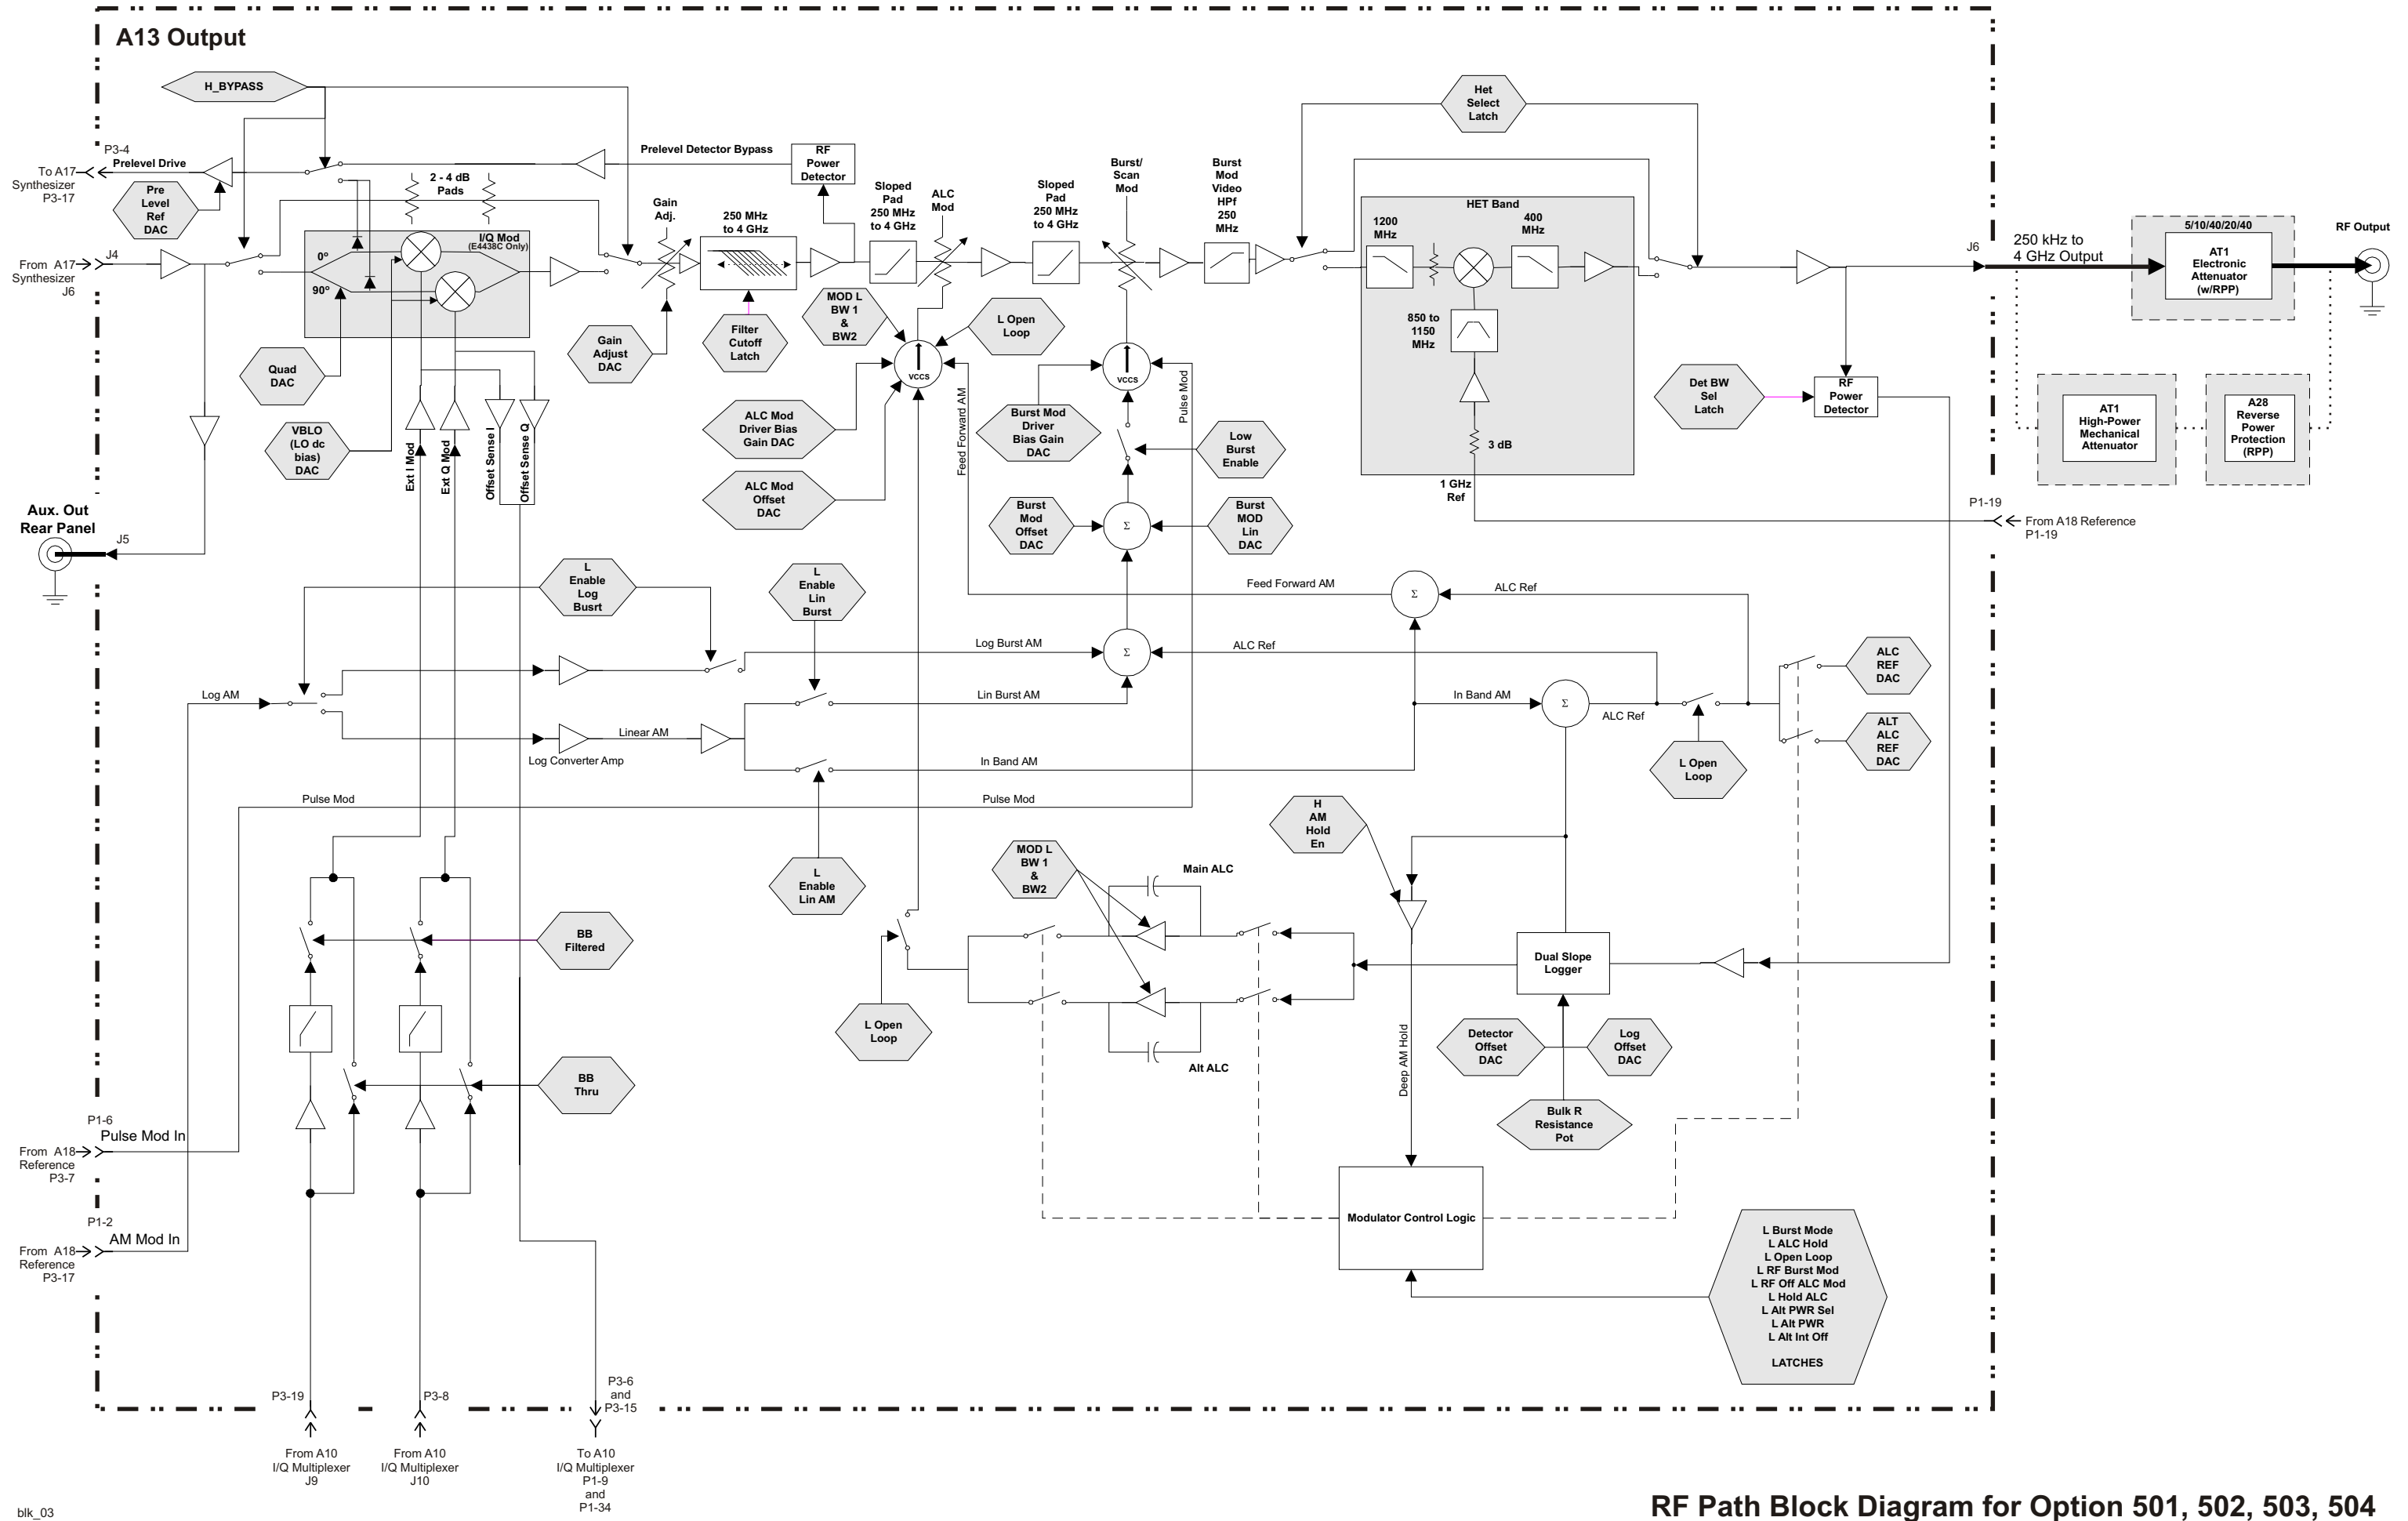 A13 Output
H_BYPASS
P3-4
Prelevel Drive
To A17
Synthesizer
P3-17
Pre
Level
Ref
DAC
2 - 4 dB
Pads
Prelevel Detector Bypass
RF
Power
Detector
Gain
Adj.
250 MHz
to 4 GHz
Sloped
Pad
250 MHz
to 4 GHz
ALC
Mod
Sloped
Pad
250 MHz
to 4 GHz
Burst/
Scan
Mod
Burst
Mod
Video
HPf
250
MHz
Het
Select
Latch
HET Band
1200
MHz
400
MHz
850 to
1150
MHz
3 dB
1 GHz
Ref
J4
From A17
Synthesizer
J6
I/Q Mod
(E4438C Only)
0º
90º
Quad
DAC
VBLO
(LO dc
bias)
DAC
Ext I Mod
Ext Q Mod
Offset Sense I
Offset Sense Q
Gain
Adjust
DAC
Filter
Cutoff
Latch
MOD L
BW 1
&
BW2
L Open
Loop
VCCS
VCCS
ALC Mod
Driver Bias
Gain DAC
ALC Mod
Offset
DAC
Feed Forward AM
Burst Mod
Driver
Bias Gain
DAC
Pulse Mod
Low
Burst
Enable
Burst
Mod
Offset
DAC
Σ
Burst
MOD
Lin
DAC
Det BW
Sel
Latch
RF
Power
Detector
J6
250 kHz to
4 GHz Output
5/10/40/20/40
AT1
Electronic
Attenuator
(w/RPP)
RF Output
AT1
High-Power
Mechanical
Attenuator
A28
Reverse
Power
Protection
(RPP)
P1-19
From A18 Reference
P1-19
Aux. Out
Rear Panel
J5
L
Enable
Log
Busrt
L
Enable
Lin
Burst
Feed Forward AM
Σ
ALC Ref
Log Burst AM
Σ
ALC Ref
Log AM
Lin Burst AM
In Band AM
Σ
ALC Ref
ALC
REF
DAC
ALT
ALC
REF
DAC
L Open
Loop
Linear AM
Log Converter Amp
In Band AM
Pulse Mod
Pulse Mod
L
Enable
Lin AM
H
AM
Hold
En
MOD L
BW 1
&
BW2
Main ALC
Alt ALC
BB
Filtered
BB
Thru
L Open
Loop
Dual Slope
Logger
Detector
Offset
DAC
Log
Offset
DAC
Bulk R
Resistance
Pot
Deep AM Hold
Modulator Control Logic
L Burst Mode
L ALC Hold
L Open Loop
L RF Burst Mod
L RF Off ALC Mod
L Hold ALC
L Alt PWR Sel
L Alt PWR
L Alt Int Off
LATCHES
P1-6
Pulse Mod In
From A18
Reference
P3-7
P1-2
AM Mod In
From A18
Reference
P3-17
P3-19
P3-8
P3-6
and
P3-15
From A10
I/Q Multiplexer
J9
From A10
I/Q Multiplexer
J10
To A10
I/Q Multiplexer
P1-9
and
P1-34
blk_03
RF Path Block Diagram for Option 501, 502, 503, 504